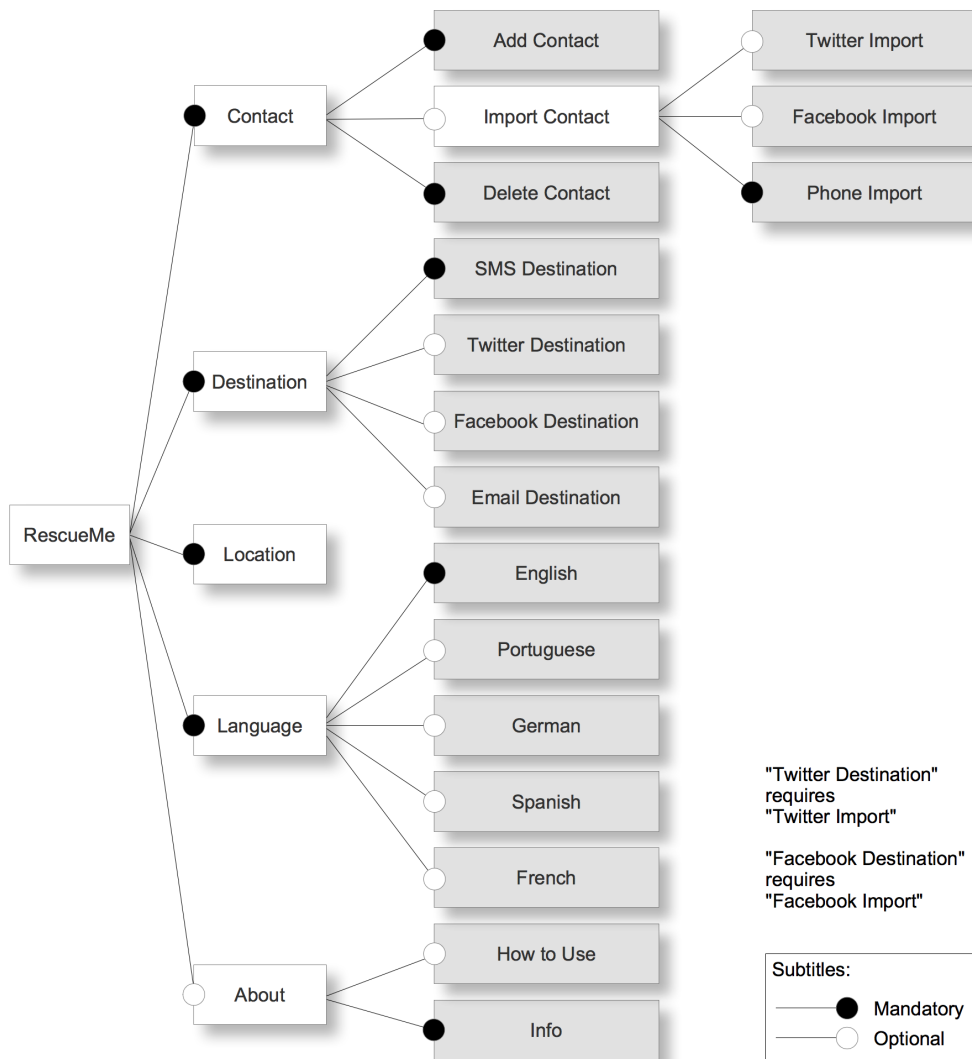 Add Contact
Twitter Import
Contact
Import Contact
Facebook Import
Delete Contact
Phone Import
SMS Destination
Twitter Destination
Destination
Facebook Destination
Email Destination
RescueMe
Location
English
Portuguese
Language
German
Spanish
French
"Twitter Destination"
requires
"Twitter Import"
"Facebook Destination"
requires
"Facebook Import"
How to Use
About
Info
Subtitles:
Mandatory
Optional